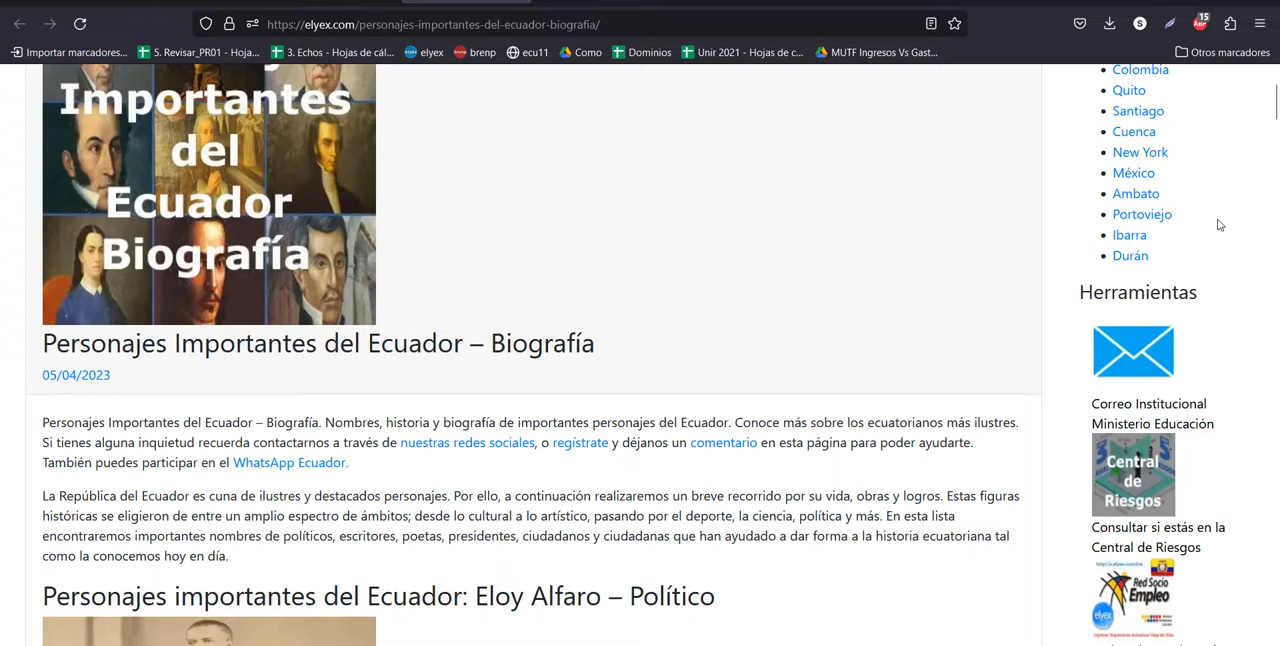 https://elyex.com/personajes-importantes-del-ecuador-biografia/
15
Importar marcadores...
5. Revisar_PR01 - Hoja...
3. Echos - Hojas de cál...
elyex
brenp
ecu11
Como
Dominios
Unir 2021 - Hojas de c...
MUTF Ingresos Vs Gast...
Otros marcadores
Importantes
del
Ecuador
Biografía
Personajes Importantes del Ecuador – Biografía
05/04/2023
Personajes Importantes del Ecuador – Biografía. Nombres, historia y biografía de importantes personajes del Ecuador. Conoce más sobre los ecuatorianos más ilustres.
Si tienes alguna inquietud recuerda contactarnos a través de nuestras redes sociales, o regístrate y déjanos un comentario en esta página para poder ayudarte.
También puedes participar en el WhatsApp Ecuador.
La República del Ecuador es cuna de ilustres y destacados personajes. Por ello, a continuación realizaremos un breve recorrido por su vida, obras y logros. Estas figuras
históricas se eligieron de entre un amplio espectro de ámbitos; desde lo cultural a lo artístico, pasando por el deporte, la ciencia, política y más. En esta lista
encontraremos importantes nombres de políticos, escritores, poetas, presidentes, ciudadanos y ciudadanas que han ayudado a dar forma a la historia ecuatoriana tal
como la conocemos hoy en día.
Personajes importantes del Ecuador: Eloy Alfaro – Político
Colombia
Quito
Santiago
Cuenca
New York
México
Ambato
Portoviejo
Ibarra
Durán
Herramientas
Correo Institucional
Ministerio Educación
Central
de
Riesgos
Consultar si estás en la
Central de Riesgos
Red Socio
Empleo
elyex